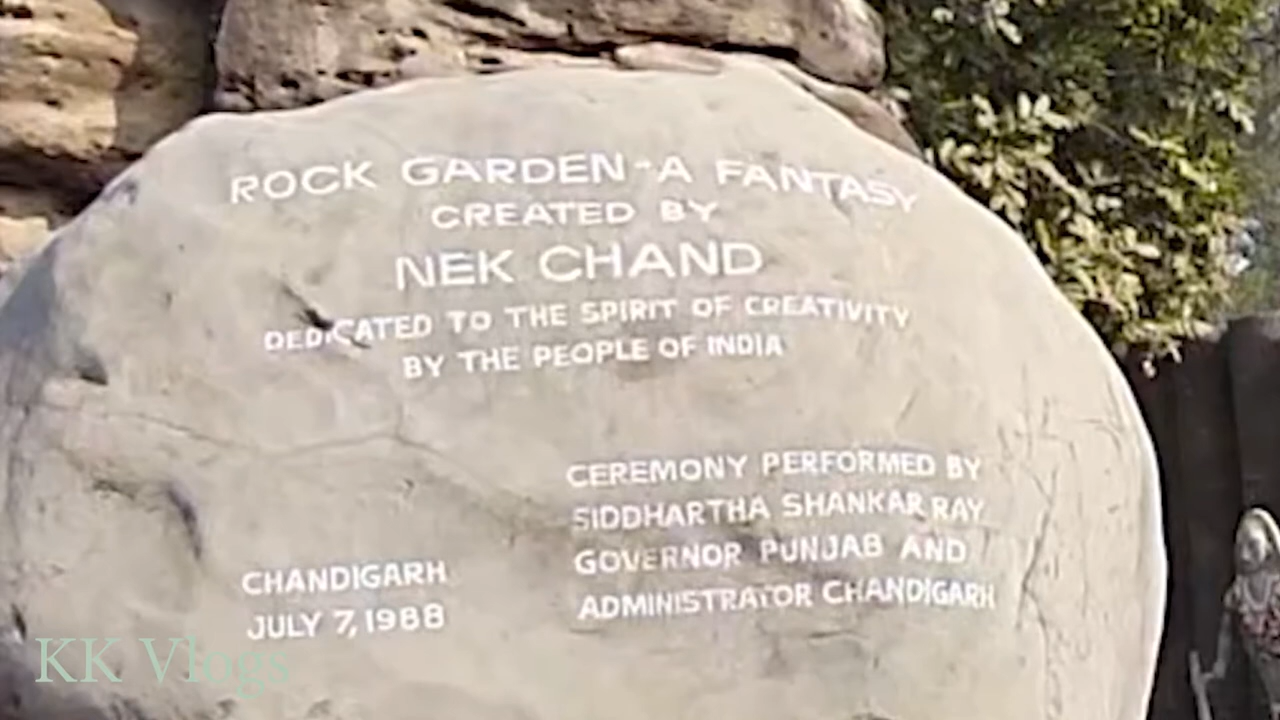 ROCK GARDEN-A FANTASY
CREATED BY
NEK CHAND
DEDICATED TO THE SPIRIT OF CREATIVITY
BY THE PEOPLE OF INDIA
CEREMONY PERFORMED BY
SIDDHARTHA SHANKAR RAY
GOVERNOR PUNJAB AND
ADMINISTRATOR CHANDIGARH
CHANDIGARH
JULY 7, 1988
KK Vlogs